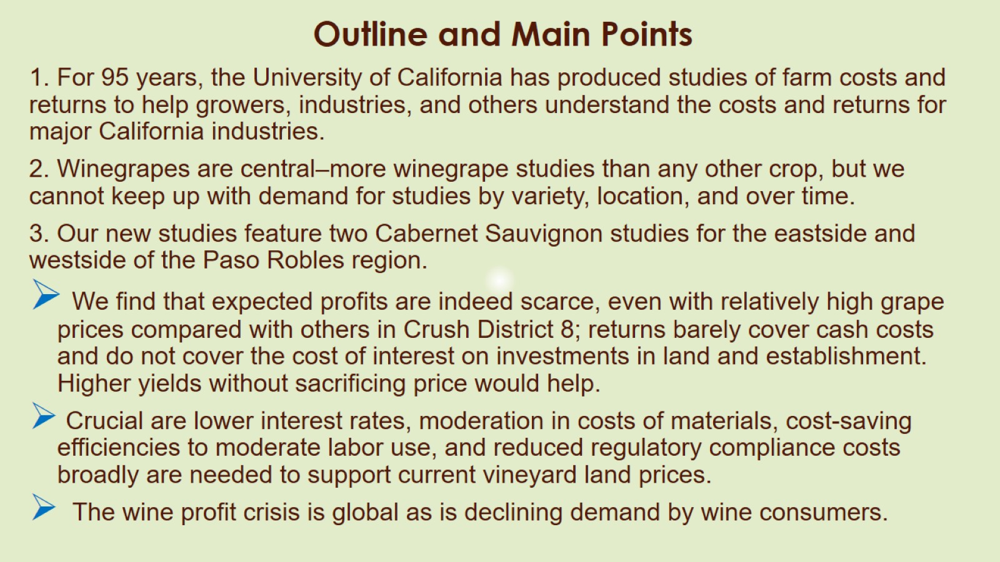 Outline and Main Points
1. For 95 years, the University of California has produced studies of farm costs and
returns to help growers, industries, and others understand the costs and returns for
major California industries.
2. Winegrapes are central–more winegrape studies than any other crop, but we
cannot keep up with demand for studies by variety, location, and over time.
3. Our new studies feature two Cabernet Sauvignon studies for the eastside and
westside of the Paso Robles region.
We find that expected profits are indeed scarce, even with relatively high grape
prices compared with others in Crush District 8; returns barely cover cash costs
and do not cover the cost of interest on investments in land and establishment.
Higher yields without sacrificing price would help.
Crucial are lower interest rates, moderation in costs of materials, cost-saving
efficiencies to moderate labor use, and reduced regulatory compliance costs
broadly are needed to support current vineyard land prices.
The wine profit crisis is global as is declining demand by wine consumers.